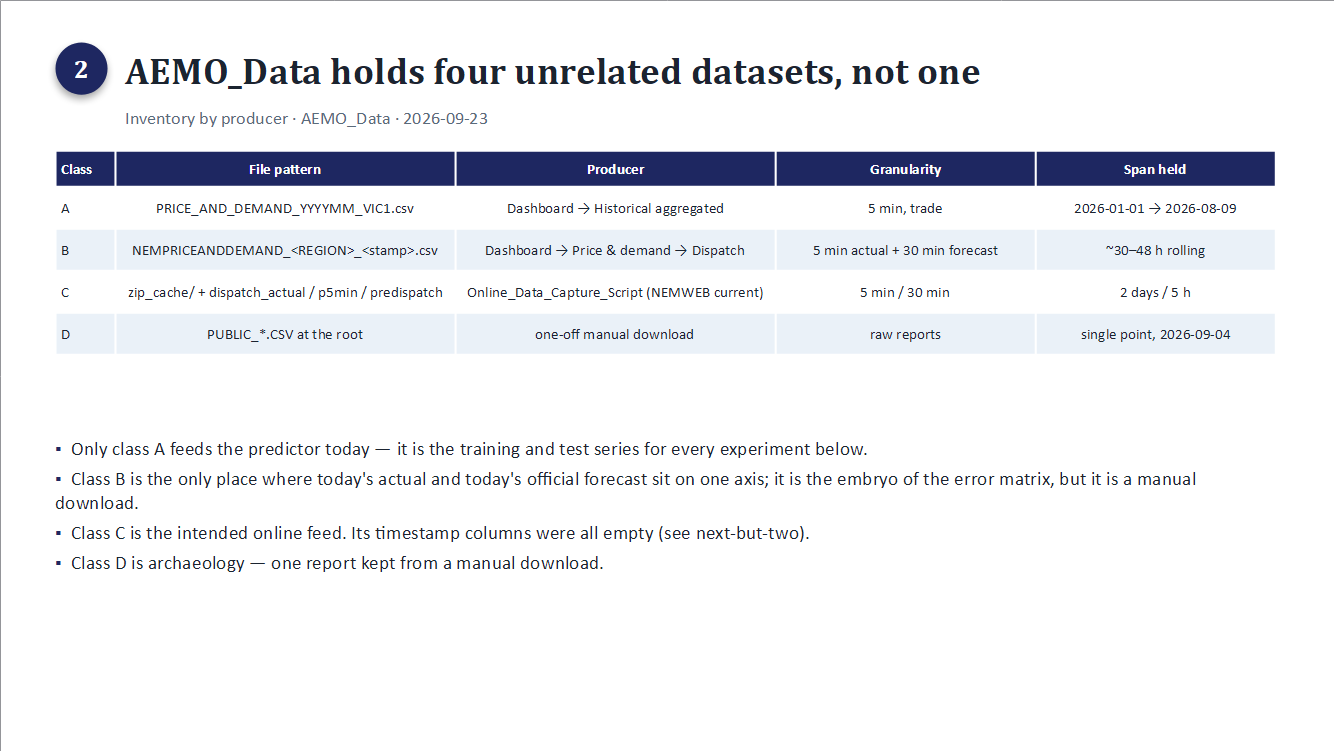 2
AEMO_Data holds four unrelated datasets, not one
Inventory by producer · AEMO_Data · 2026-09-23
Class File pattern Producer Granularity Span held
A PRICE_AND_DEMAND_YYYYMM_VIC1.csv Dashboard → Historical aggregated 5 min, trade 2026-01-01 → 2026-08-09
B NEMPRICEANDDEMAND_<REGION>_<stamp>.csv Dashboard → Price & demand → Dispatch 5 min actual + 30 min forecast ~30–48 h rolling
C zip_cache/ + dispatch_actual / p5min / predispatch Online_Data_Capture_Script (NEMWEB current) 5 min / 30 min 2 days / 5 h
D PUBLIC_*.CSV at the root one-off manual download raw reports single point, 2026-09-04
▪ Only class A feeds the predictor today — it is the training and test series for every experiment below.
▪ Class B is the only place where today's actual and today's official forecast sit on one axis; it is the embryo of the error matrix, but it is a manual
download.
▪ Class C is the intended online feed. Its timestamp columns were all empty (see next-but-two).
▪ Class D is archaeology — one report kept from a manual download.